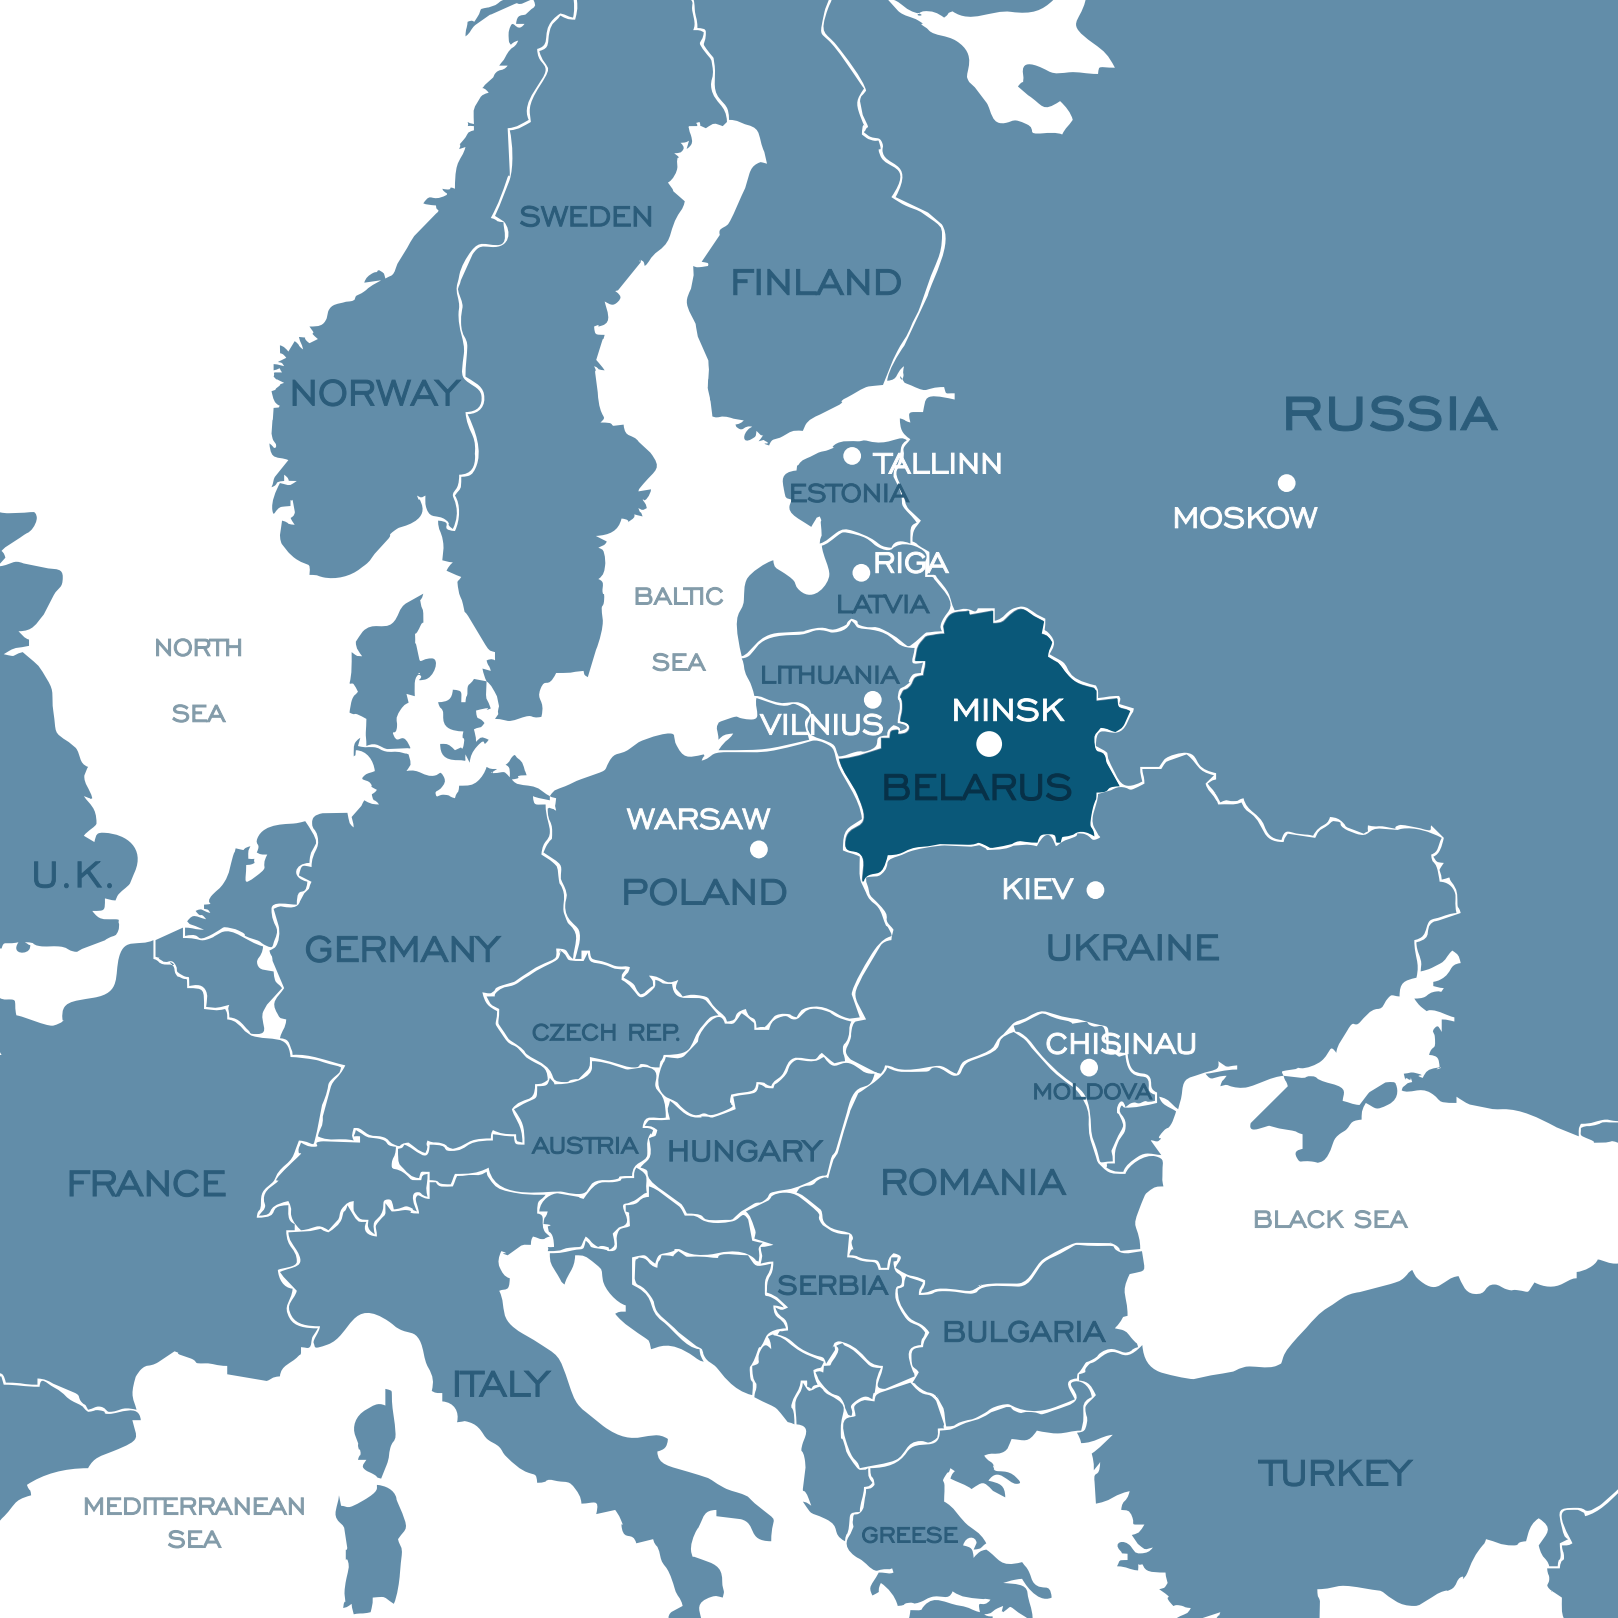 SWEDEN
FINLAND
NORWAY
RUSSIA
TALLINN
ESTONIA
MOSKOW
RIGA
BALTIC
SEA
LATVIA
NORTH
SEA
LITHUANIA
VILNIUS
MINSK
BELARUS
WARSAW
U.K.
POLAND
KIEV
GERMANY
UKRAINE
CZECH REP.
CHISINAU
MOLDOVA
AUSTRIA
HUNGARY
FRANCE
ROMANIA
BLACK SEA
SERBIA
BULGARIA
ITALY
TURKEY
MEDITERRANEAN
SEA
GREESE